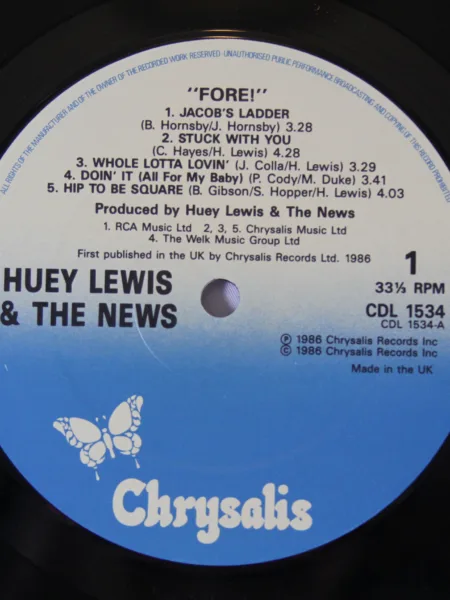 ALL RIGHTS OF THE MANUFACTURER AND OF THE OWNER OF THE RECORDED WORK RESERVED · UNAUTHORISED PUBLIC PERFORMANCE BROADCASTING AND COPYING OF THIS RECORD PROHIBITED
"FORE!"
1. JACOB'S LADDER
(B. Hornsby/J. Hornsby) 3.28
2. STUCK WITH YOU
(C. Hayes/H. Lewis) 4.28
3. WHOLE LOTTA LOVIN' (J. Colla/H. Lewis) 3.29
4. DOIN' IT (All For My Baby) (P. Cody/M. Duke) 3.41
5. HIP TO BE SQUARE (B. Gibson/S. Hopper/H. Lewis) 4.03
Produced by Huey Lewis & The News
1. RCA Music Ltd 2, 3, 5. Chrysalis Music Ltd
4. The Welk Music Group Ltd
First published in the UK by Chrysalis Records Ltd. 1986
HUEY LEWIS
& THE NEWS
1
33⅓ RPM
CDL 1534
CDL 1534-A
℗ 1986 Chrysalis Records Inc
© 1986 Chrysalis Records Inc
Made in the UK
Chrysalis